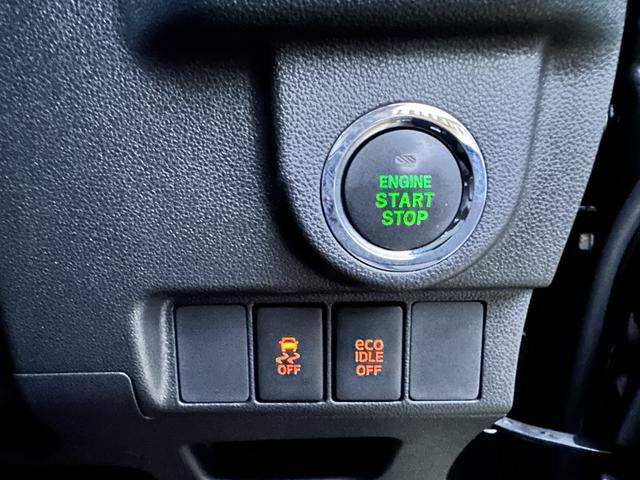 ENGINE
START
STOP
OFF
eco
IDLE
OFF